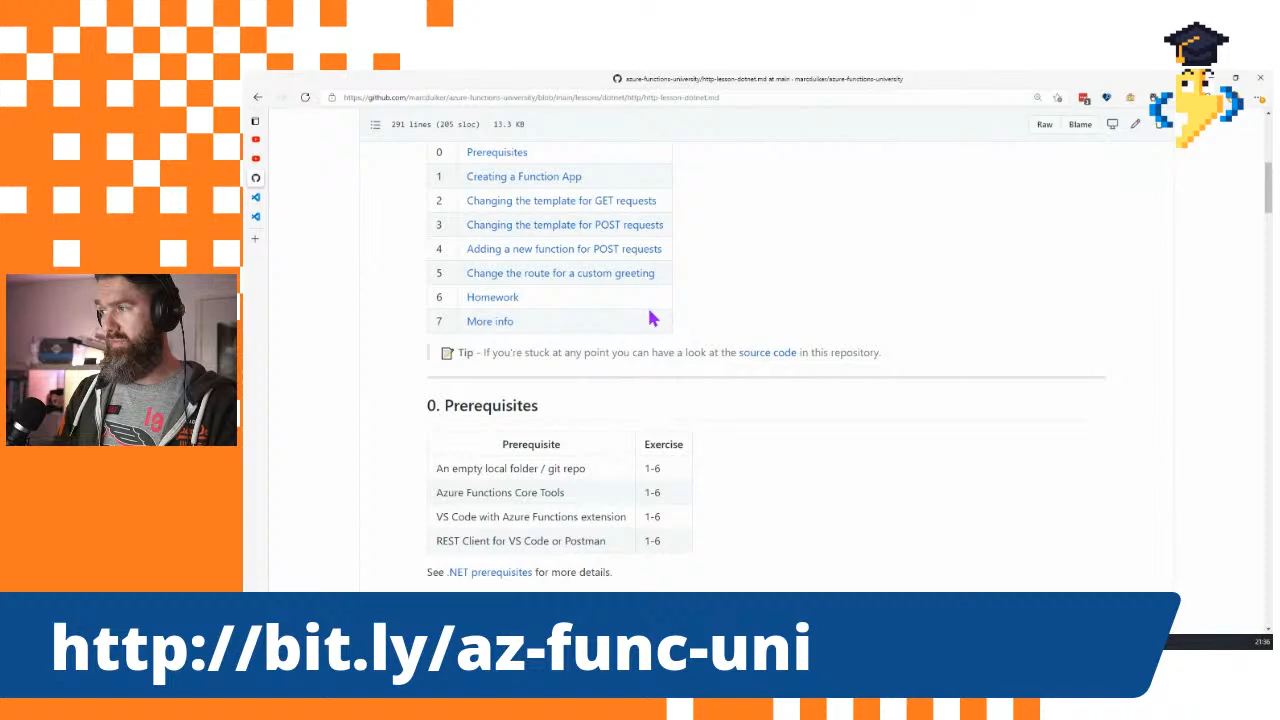 azure-functions-university/http-lesson-dotnet.md at main · marcduiker/azure-functions-university
https://github.com/marcduiker/azure-functions-university/blob/main/lessons/dotnet/http/http-lesson-dotnet.md
291 lines (205 sloc) 13.3 KB
Raw Blame
0 Prerequisites
1 Creating a Function App
2 Changing the template for GET requests
3 Changing the template for POST requests
4 Adding a new function for POST requests
5 Change the route for a custom greeting
6 Homework
7 More info
Tip - If you're stuck at any point you can have a look at the source code in this repository.
0. Prerequisites
Prerequisite Exercise
An empty local folder / git repo 1-6
Azure Functions Core Tools 1-6
VS Code with Azure Functions extension 1-6
REST Client for VS Code or Postman 1-6
See .NET prerequisites for more details.
21:36
http://bit.ly/az-func-uni